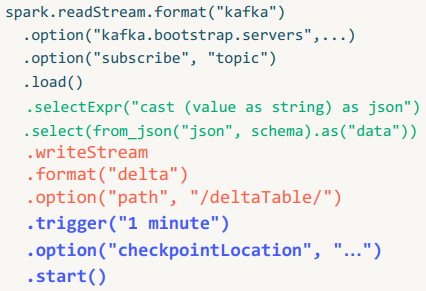 spark.readStream.format("kafka")
.option("kafka.bootstrap.servers",...)
.option("subscribe", "topic")
.load()
.selectExpr("cast (value as string) as json")
.select(from_json("json", schema).as("data"))
.writeStream
.format("delta")
.option("path", "/deltaTable/")
.trigger("1 minute")
.option("checkpointLocation", "…")
.start()